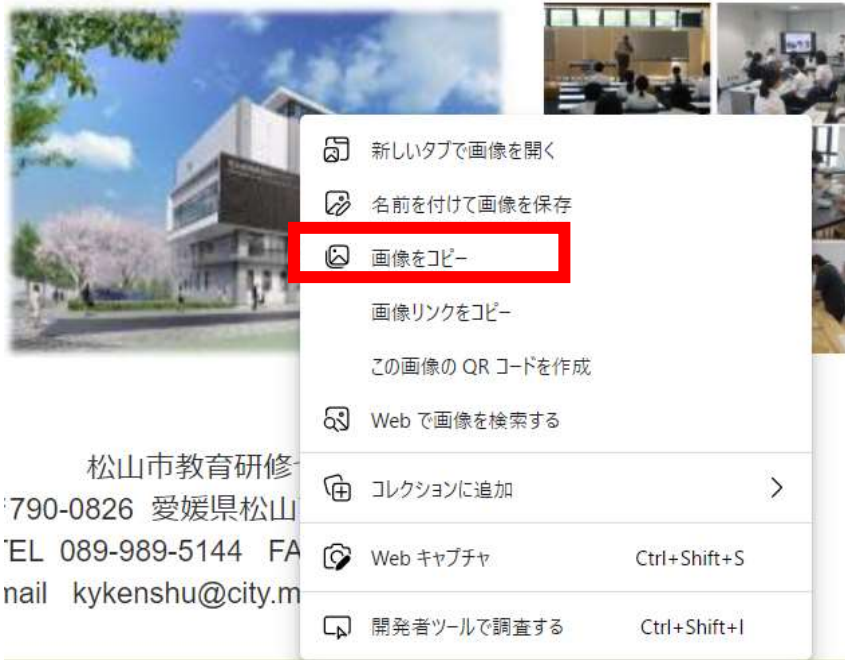 新しいタブで画像を開く
名前を付けて画像を保存
画像をコピー
画像リンクをコピー
この画像の QR コードを作成
Web で画像を検索する
コレクションに追加
Web キャプチャ Ctrl+Shift+S
開発者ツールで調査する Ctrl+Shift+I
松山市教育研修
790-0826 愛媛県松山
TEL 089-989-5144 FA
mail kykenshu@city.m